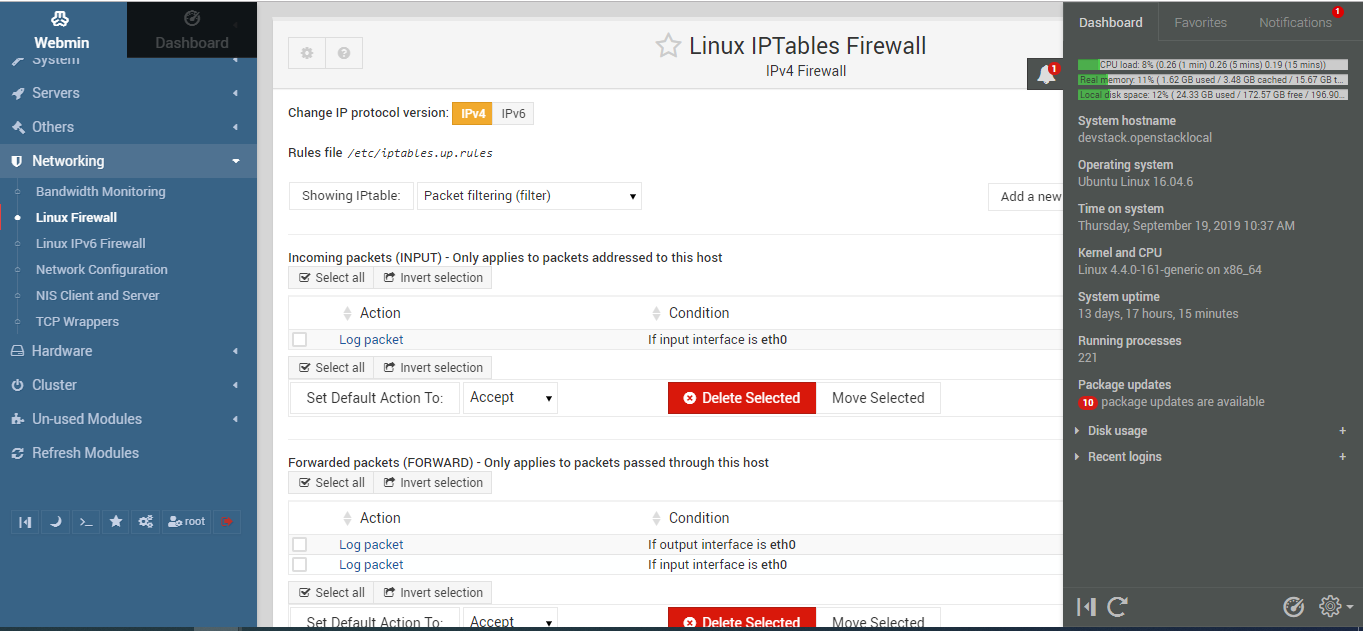 Webmin
Dashboard
System
Servers
Others
Networking
Bandwidth Monitoring
Linux Firewall
Linux IPv6 Firewall
Network Configuration
NIS Client and Server
TCP Wrappers
Hardware
Cluster
Un-used Modules
Refresh Modules
root
Linux IPTables Firewall
IPv4 Firewall
1
Change IP protocol version: IPv4 IPv6
Rules file /etc/iptables.up.rules
Showing IPtable: Packet filtering (filter)
Add a new
Incoming packets (INPUT) - Only applies to packets addressed to this host
Select all Invert selection
Action Condition
Log packet If input interface is eth0
Select all Invert selection
Set Default Action To: Accept Delete Selected Move Selected
Forwarded packets (FORWARD) - Only applies to packets passed through this host
Select all Invert selection
Action Condition
Log packet If output interface is eth0
Log packet If input interface is eth0
Select all Invert selection
Set Default Action To: Accept Delete Selected Move Selected
Dashboard Favorites Notifications 1
CPU load: 8% (0.26 (1 min) 0.26 (5 mins) 0.19 (15 mins))
Real memory: 11% ( 1.62 GB used / 3.48 GB cached / 15.67 GB t...
Local disk space: 12% ( 24.33 GB used / 172.57 GB free / 196.90...
System hostname
devstack.openstacklocal
Operating system
Ubuntu Linux 16.04.6
Time on system
Thursday, September 19, 2019 10:37 AM
Kernel and CPU
Linux 4.4.0-161-generic on x86_64
System uptime
13 days, 17 hours, 15 minutes
Running processes
221
Package updates
10 package updates are available
Disk usage +
Recent logins +